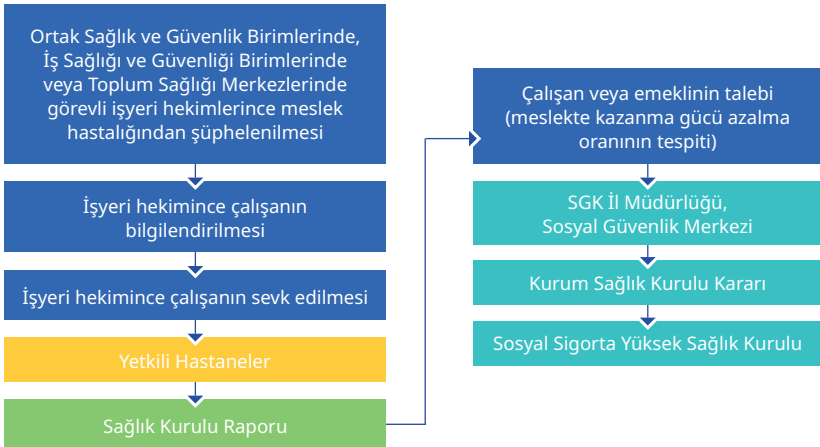 Ortak Sağlık ve Güvenlik Birimlerinde,
İş Sağlığı ve Güvenliği Birimlerinde
veya Toplum Sağlığı Merkezlerinde
görevli işyeri hekimlerince meslek
hastalığından şüphelenilmesi
İşyeri hekimince çalışanın
bilgilendirilmesi
İşyeri hekimince çalışanın sevk edilmesi
Yetkili Hastaneler
Sağlık Kurulu Raporu
Çalışan veya emeklinin talebi
(meslekte kazanma gücü azalma
oranının tespiti)
SGK İl Müdürlüğü,
Sosyal Güvenlik Merkezi
Kurum Sağlık Kurulu Kararı
Sosyal Sigorta Yüksek Sağlık Kurulu